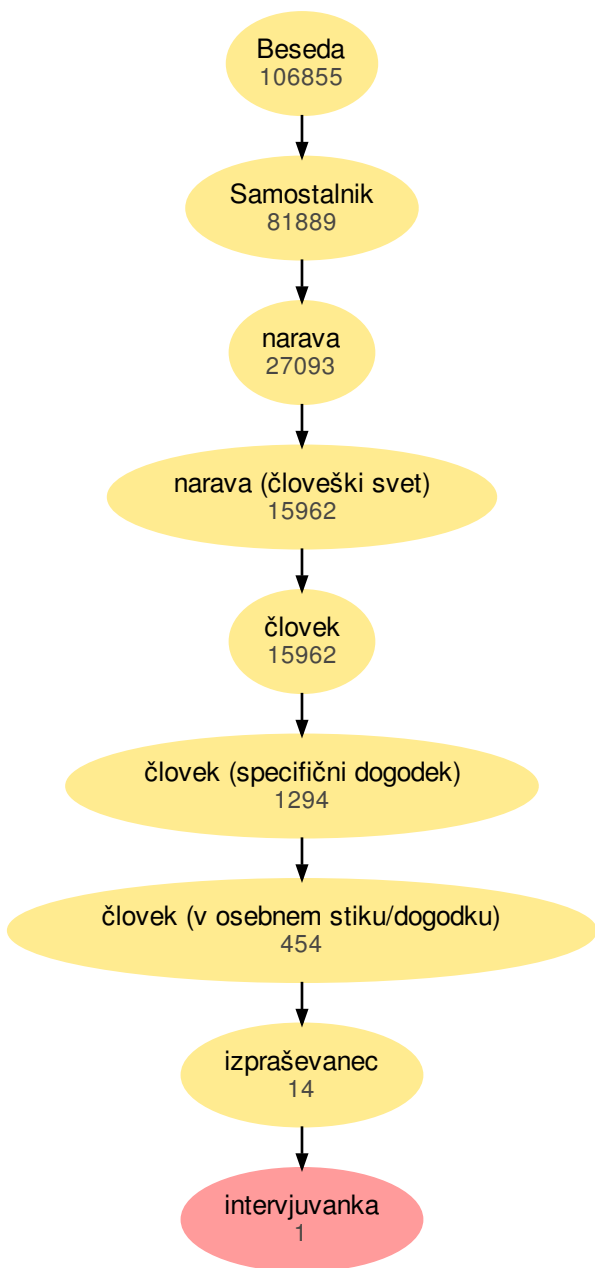 Beseda
106855
Samostalnik
81889
narava
27093
narava (človeški svet)
15962
človek
15962
človek (specifični dogodek)
1294
človek (v osebnem stiku/dogodku)
454
izpraševanec
14
intervjuvanka
1